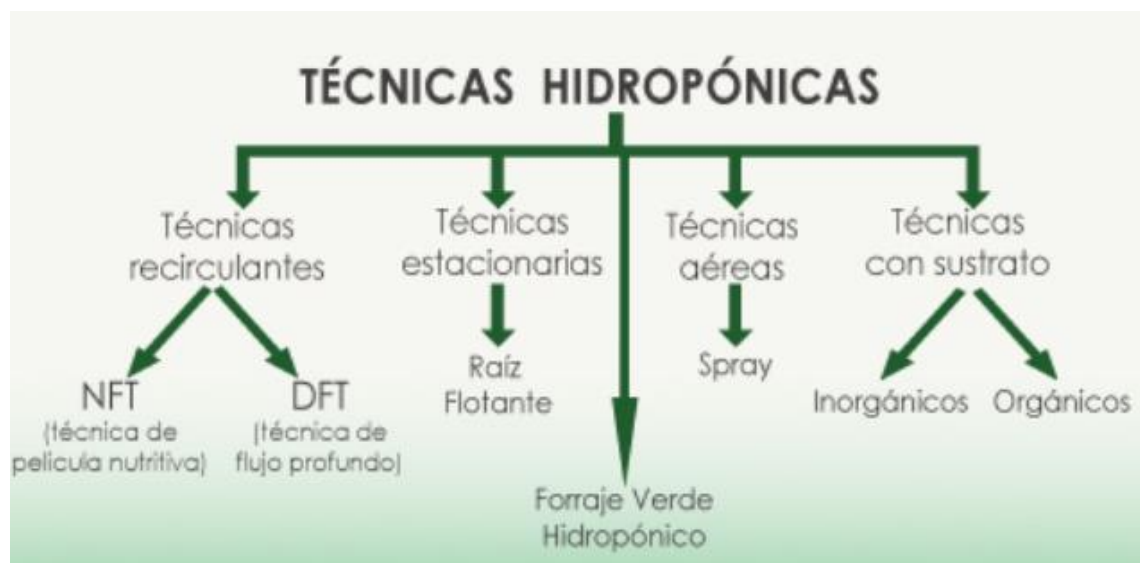 TÉCNICAS HIDROPÓNICAS
Técnicas
recirculantes
NFT
(técnica de
pelicula nutritiva)
DFT
(técnica de
flujo profundo)
Técnicas
estacionarias
Raíz
Flotante
Forraje Verde
Hidropónico
Técnicas
aéreas
Spray
Técnicas
con sustrato
Inorgánicos
Orgánicos